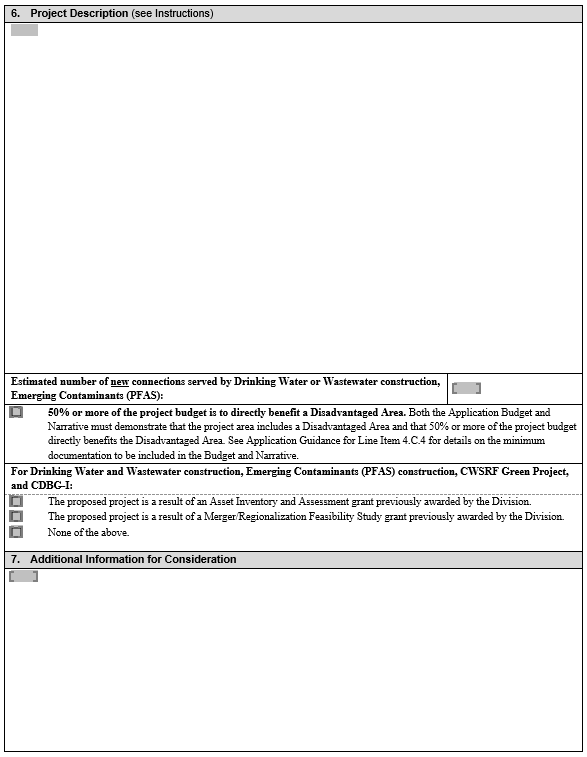 6. Project Description (see Instructions)
Estimated number of new connections served by Drinking Water or Wastewater construction,
Emerging Contaminants (PFAS):
50% or more of the project budget is to directly benefit a Disadvantaged Area. Both the Application Budget and
Narrative must demonstrate that the project area includes a Disadvantaged Area and that 50% or more of the project budget
directly benefits the Disadvantaged Area. See Application Guidance for Line Item 4.C.4 for details on the minimum
documentation to be included in the Budget and Narrative.
For Drinking Water and Wastewater construction, Emerging Contaminants (PFAS) construction, CWSRF Green Project,
and CDBG-I:
The proposed project is a result of an Asset Inventory and Assessment grant previously awarded by the Division.
The proposed project is a result of a Merger/Regionalization Feasibility Study grant previously awarded by the Division.
None of the above.
7. Additional Information for Consideration